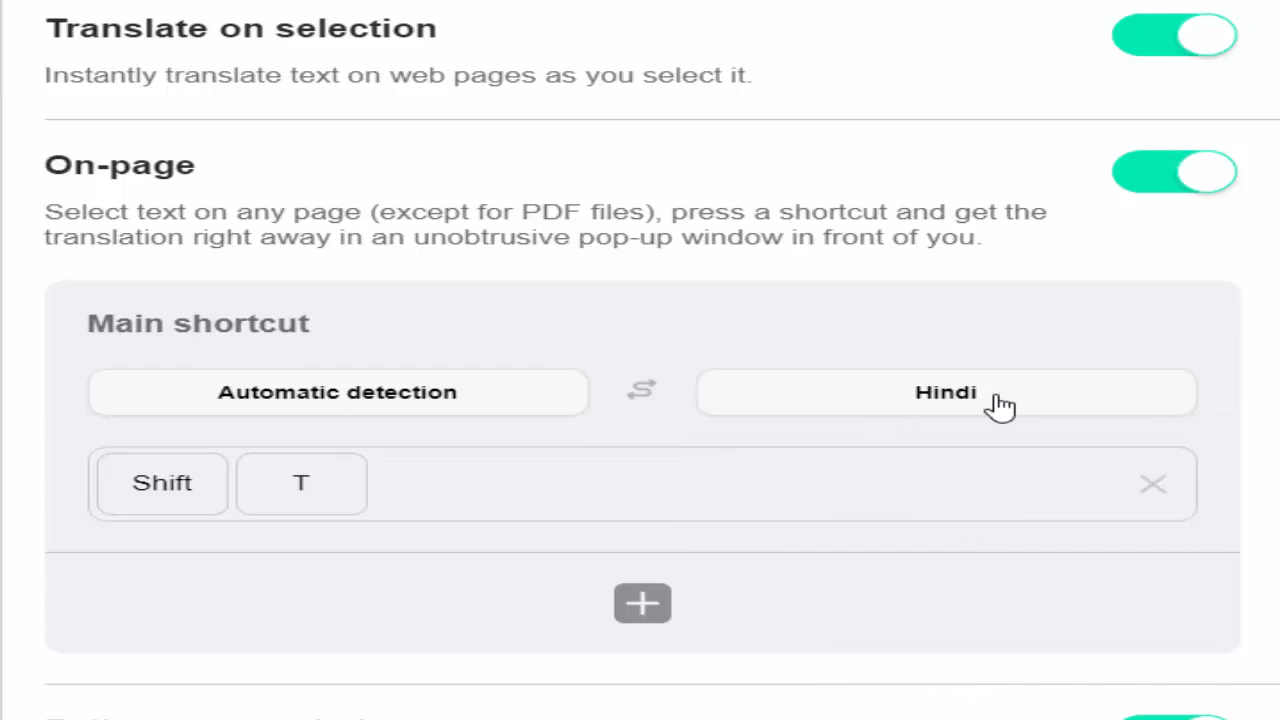 Translate on selection
Instantly translate text on web pages as you select it.
On-page
Select text on any page (except for PDF files), press a shortcut and get the
translation right away in an unobtrusive pop-up window in front of you.
Main shortcut
Automatic detection
Hindi
Shift
T